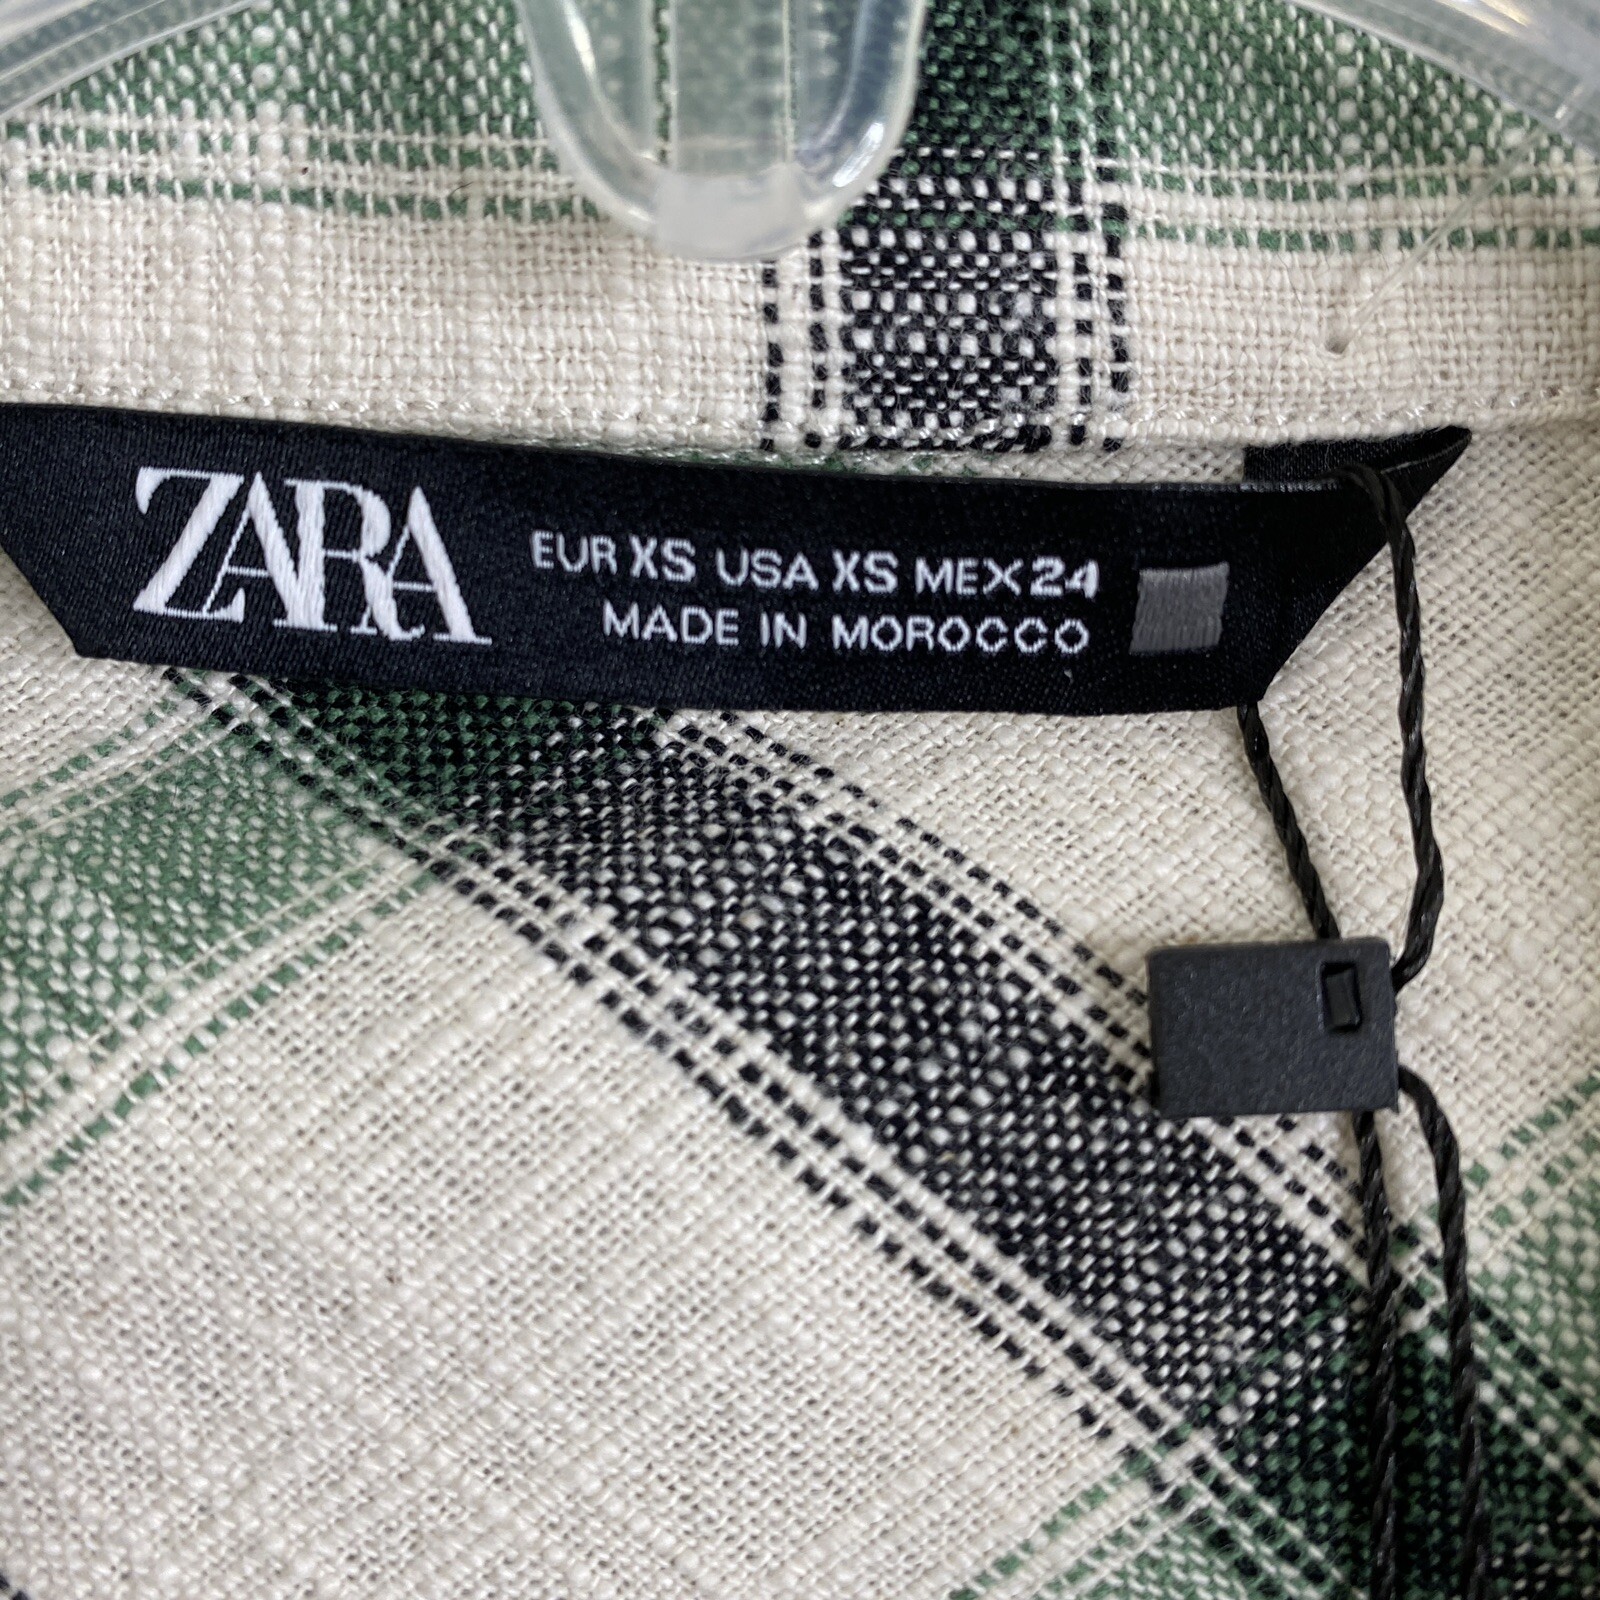 ZARA
EUR XS USA XS MEX 24
MADE IN MOROCCO